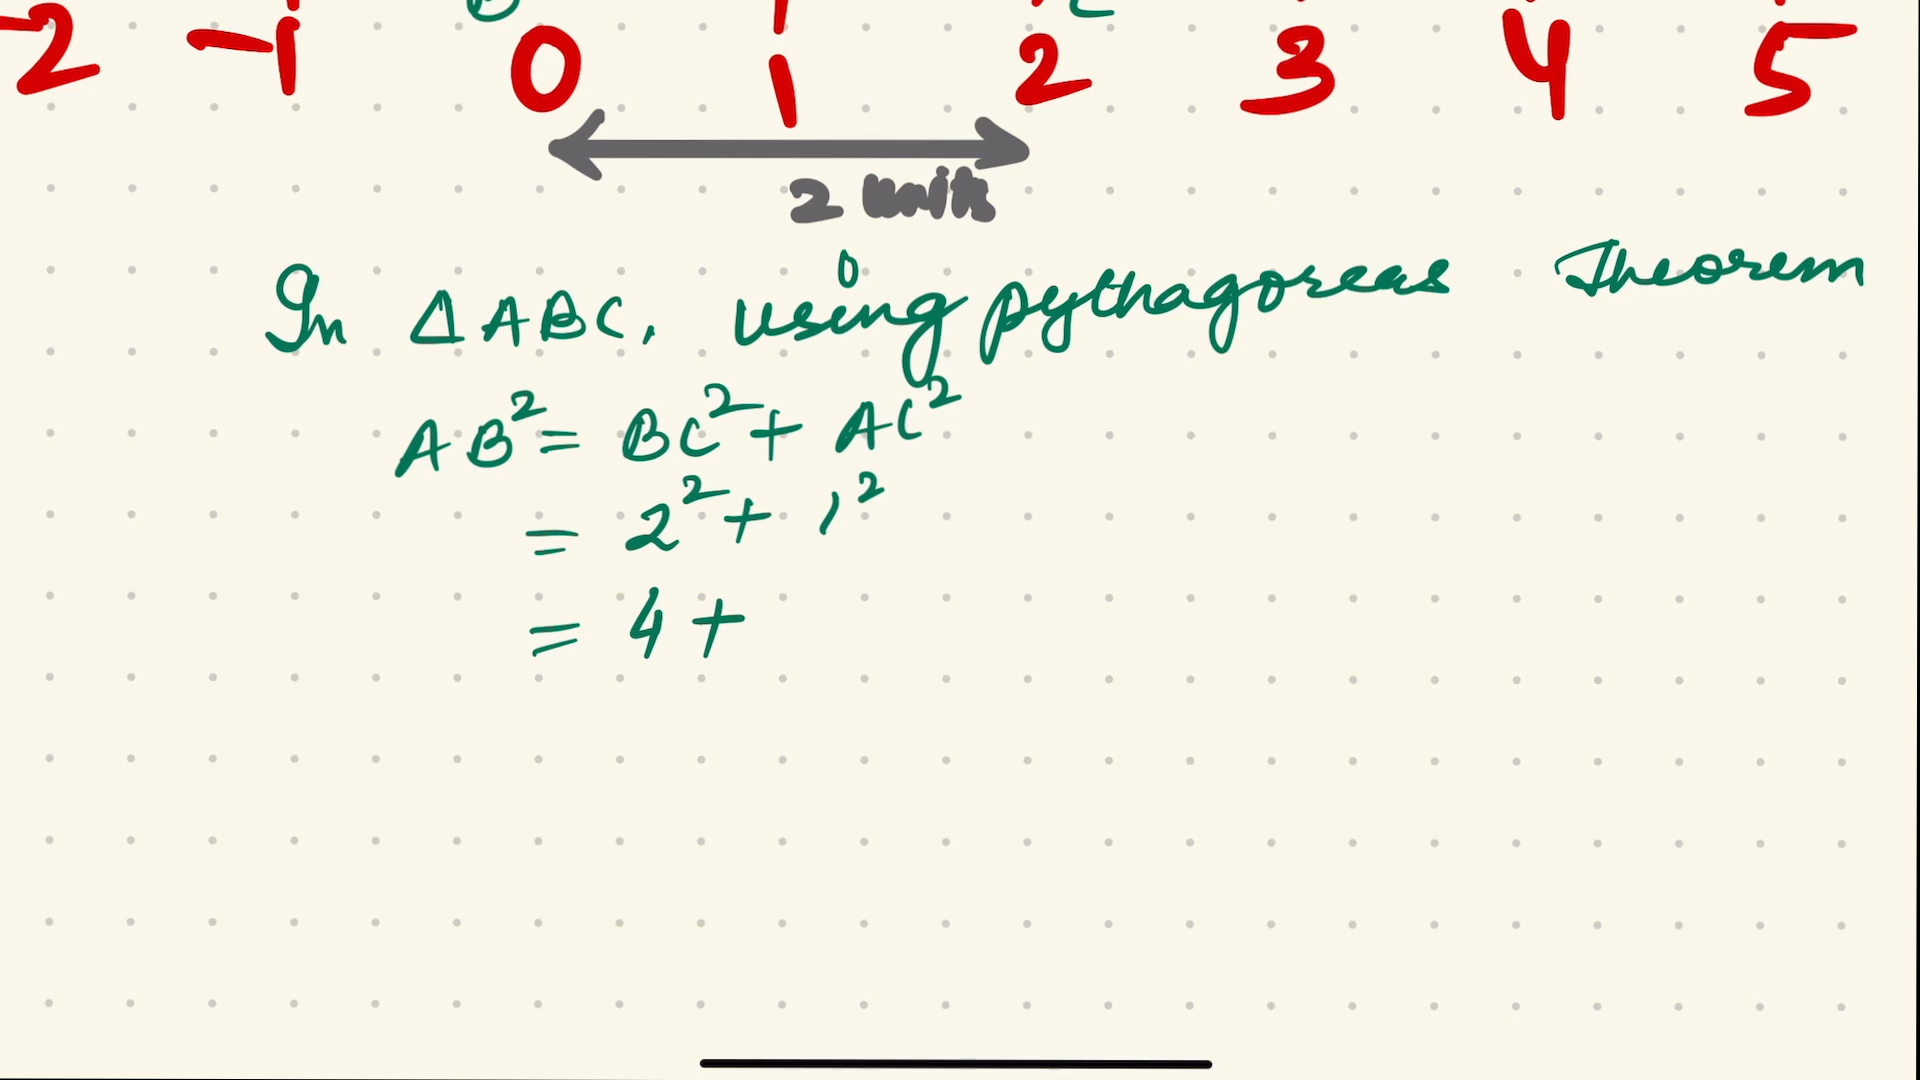 B C
-2 -1 0 1 2 3 4 5
2 units
In △ABC, using pythagoreas Theorem
AB² = BC² + AC²
= 2² + 1²
= 4 +